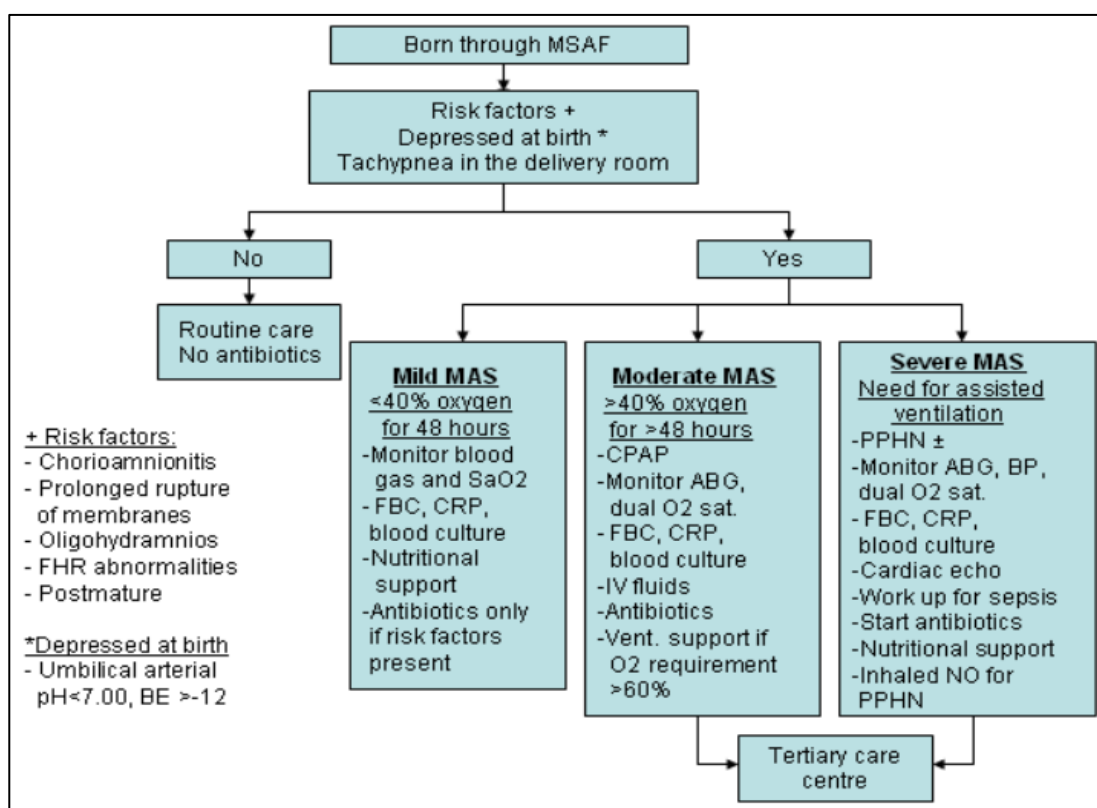 Born through MSAF
Risk factors +
Depressed at birth *
Tachypnea in the delivery room
No
Yes
Routine care
No antibiotics
Mild MAS
<40% oxygen
for 48 hours
-Monitor blood
gas and SaO2
-FBC, CRP,
blood culture
-Nutritional
support
-Antibiotics only
if risk factors
present
Moderate MAS
>40% oxygen
for >48 hours
-CPAP
-Monitor ABG,
dual O2 sat.
-FBC, CRP,
blood culture
-IV fluids
-Antibiotics
-Vent. support if
O2 requirement
>60%
Severe MAS
Need for assisted
ventilation
-PPHN ±
-Monitor ABG, BP,
dual O2 sat.
-FBC, CRP,
blood culture
-Cardiac echo
-Work up for sepsis
-Start antibiotics
-Nutritional support
-Inhaled NO for
PPHN
+ Risk factors:
- Chorioamnionitis
- Prolonged rupture
of membranes
- Oligohydramnios
- FHR abnormalities
- Postmature
*Depressed at birth
- Umbilical arterial
pH<7.00, BE >-12
Tertiary care
centre